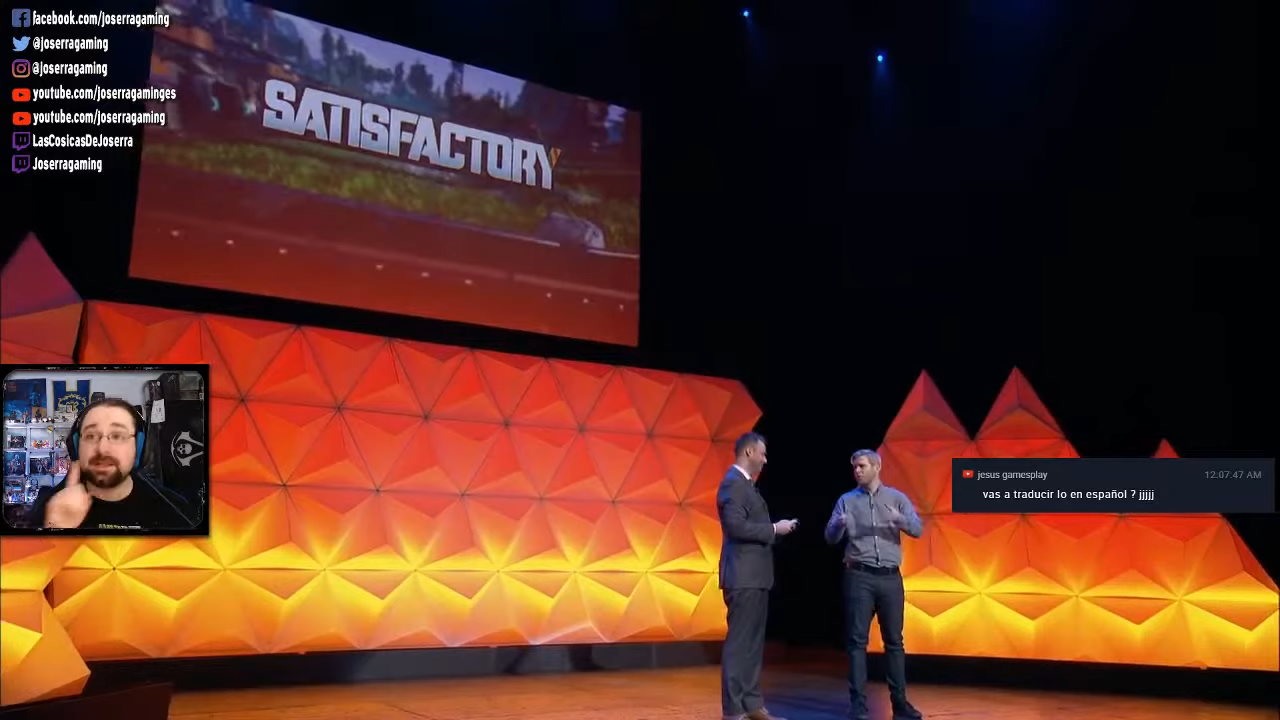 facebook.com/joserragaming
@joserragaming
@joserragaming
youtube.com/joserragaminges
youtube.com/joserragaming
LasCosicasDeJoserra
Joserragaming
SATISFACTORY
jesus gamesplay
12:07:47 AM
vas a traducir lo en español ? jjjjj